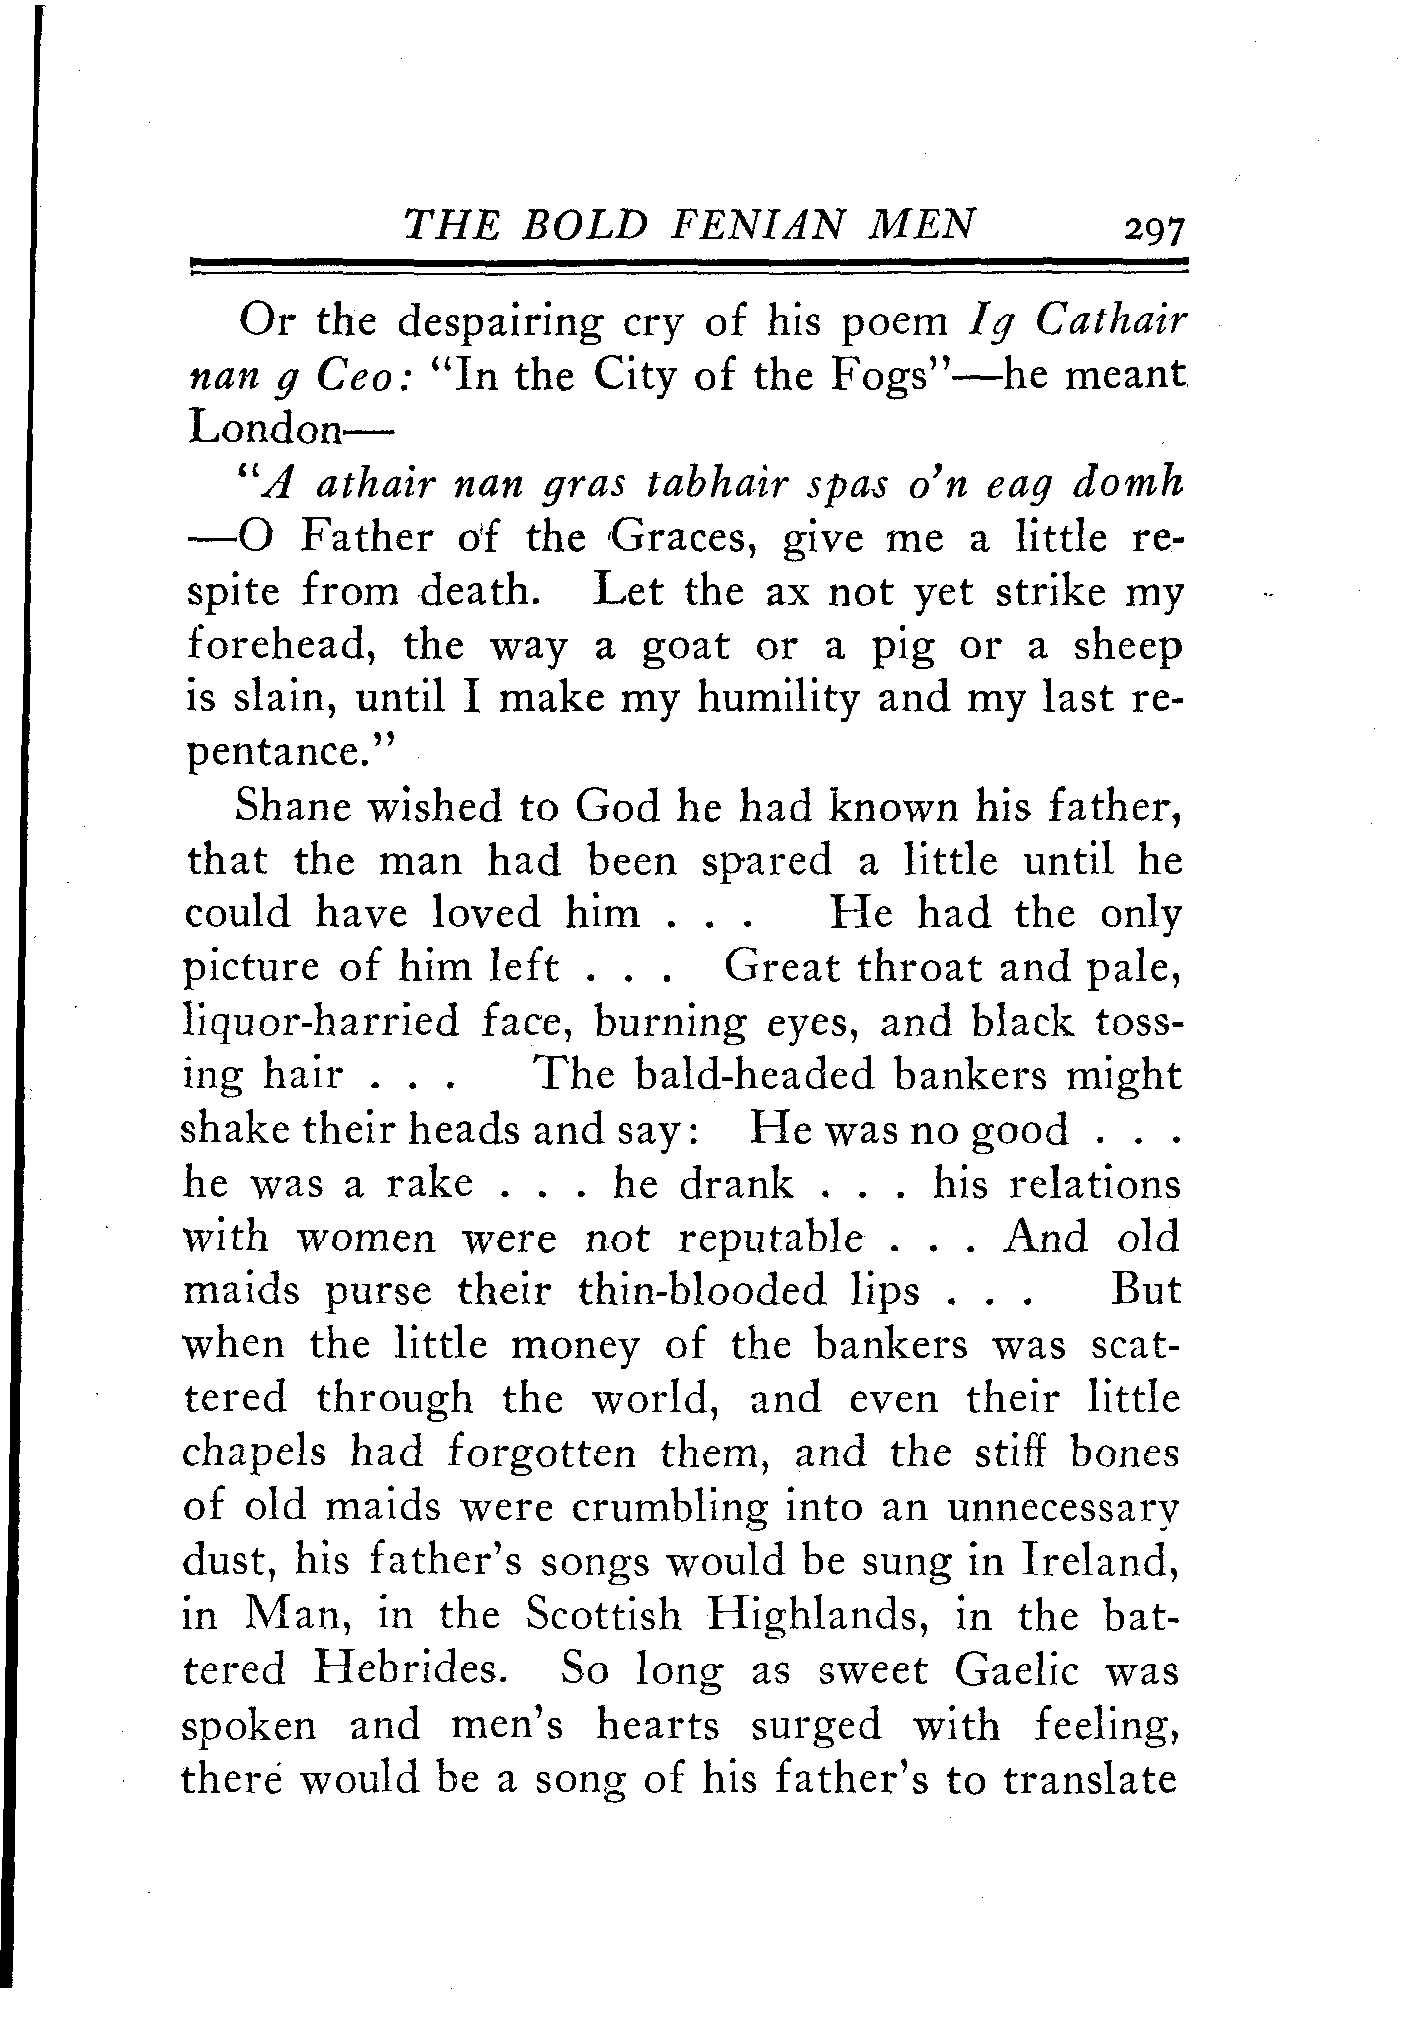 THE BOLD FENIAN MEN 297
Or the despairing cry of his poem Ig Cathair
nan g Ceo: "In the City of the Fogs"—he meant
London—
"A athair nan gras tabhair spas o'n eag domh
—O Father of the Graces, give me a little re-
spite from death. Let the ax not yet strike my
forehead, the way a goat or a pig or a sheep
is slain, until I make my humility and my last re-
pentance."
Shane wished to God he had known his father,
that the man had been spared a little until he
could have loved him . . . He had the only
picture of him left . . . Great throat and pale,
liquor-harried face, burning eyes, and black toss-
ing hair . . . The bald-headed bankers might
shake their heads and say: He was no good . . .
he was a rake . . . he drank . . . his relations
with women were not reputable . . . And old
maids purse their thin-blooded lips . . . But
when the little money of the bankers was scat-
tered through the world, and even their little
chapels had forgotten them, and the stiff bones
of old maids were crumbling into an unnecessary
dust, his father's songs would be sung in Ireland,
in Man, in the Scottish Highlands, in the bat-
tered Hebrides. So long as sweet Gaelic was
spoken and men's hearts surged with feeling,
there would be a song of his father's to translate